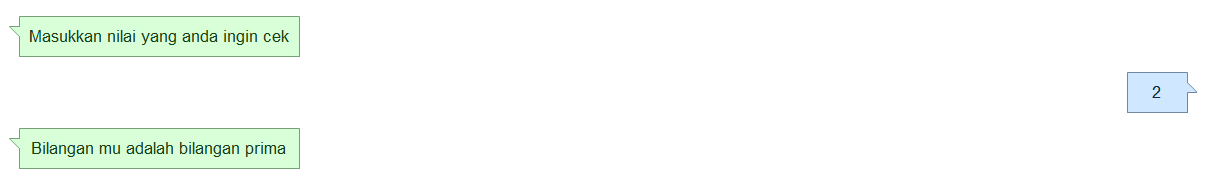 Masukkan nilai yang anda ingin cek
2
Bilangan mu adalah bilangan prima